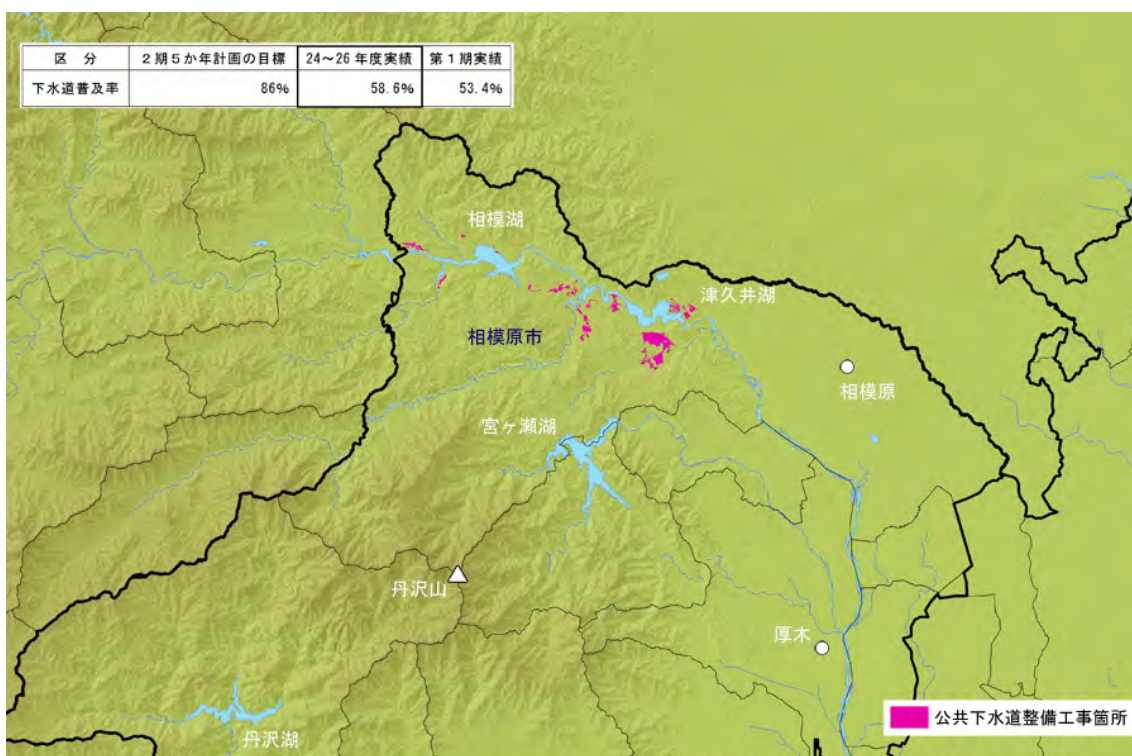 区 分 2期5か年計画の目標 24~26年度実績 第1期実績
下水道普及率 86% 58.6% 53.4%
相模湖
津久井湖
相模原市
相模原
宮ヶ瀬湖
丹沢山
厚木
公共下水道整備工事箇所
丹沢湖